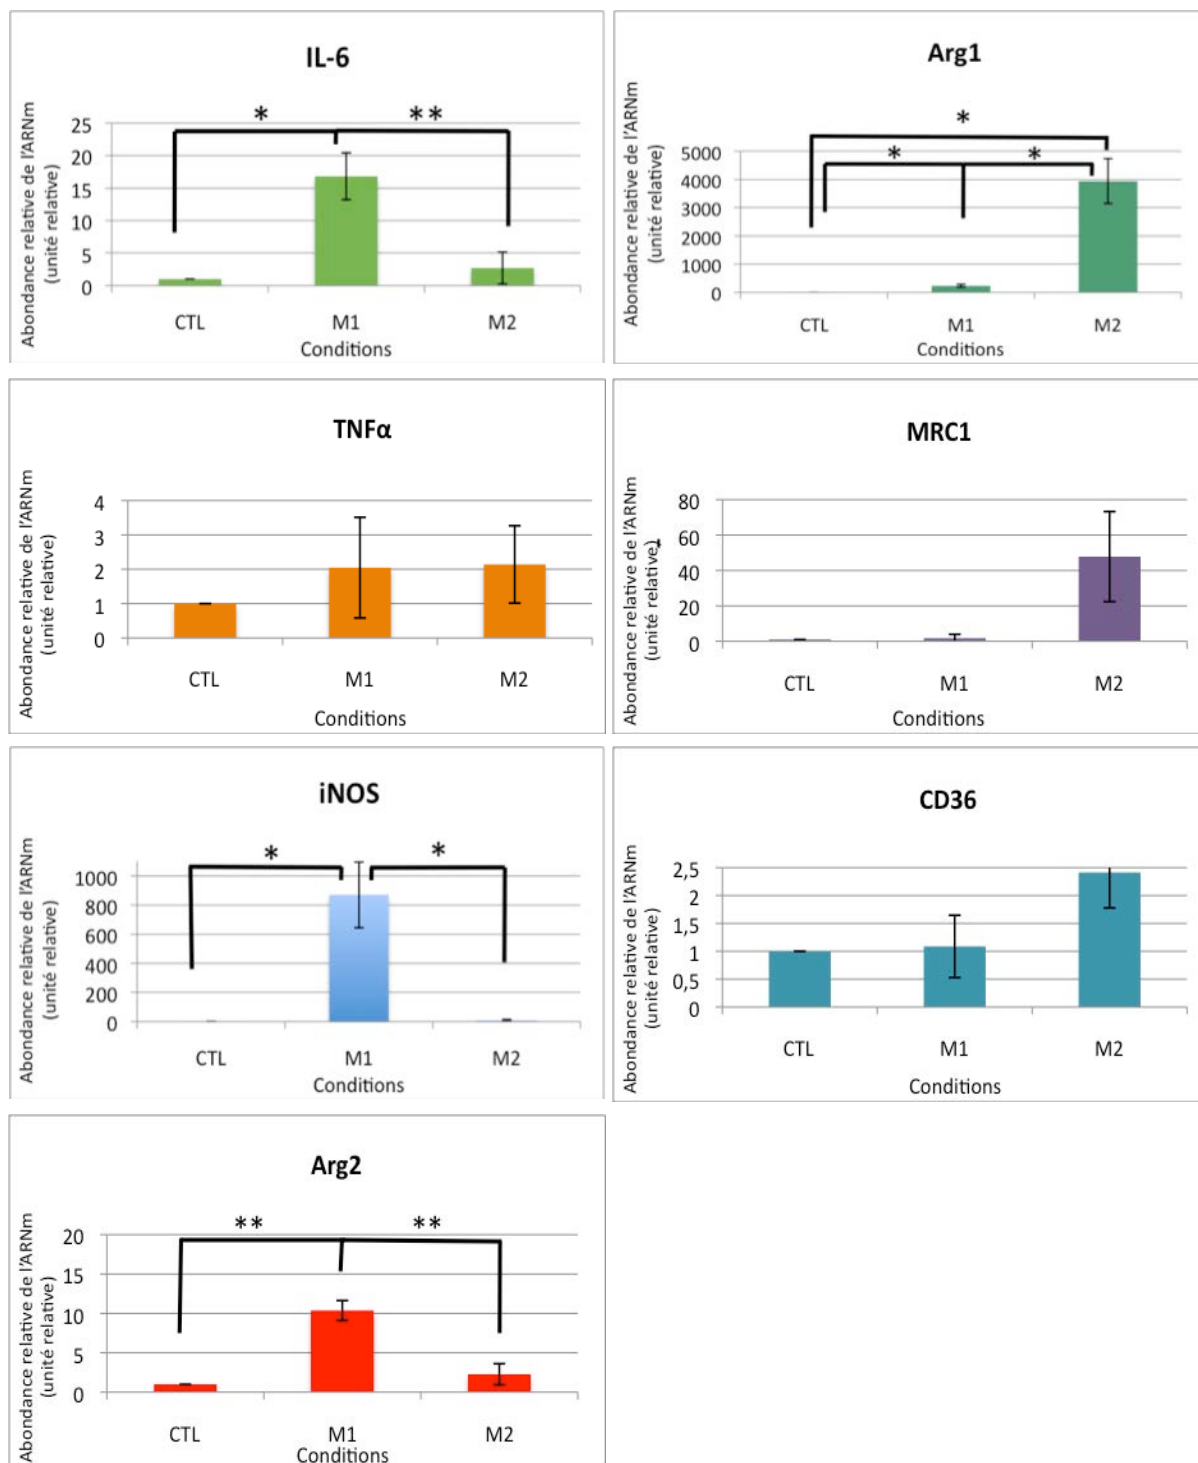 IL-6
* **
Abondance relative de l'ARNm
(unité relative)
25
20
15
10
5
0
CTL M1 M2
Conditions
Arg1
*
* *
Abondance relative de l'ARNm
(unité relative)
5000
4000
3000
2000
1000
0
CTL M1 M2
Conditions
TNFα
Abondance relative de l'ARNm
(unité relative)
4
3
2
1
0
CTL M1 M2
Conditions
MRC1
Abondance relative de l'ARNm
(unité relative)
80
60
40
20
0
CTL M1 M2
Conditions
iNOS
* *
Abondance relative de l'ARNm
(unité relative)
1000
800
600
400
200
0
CTL M1 M2
Conditions
CD36
Abondance relative de l'ARNm
(unité relative)
2,5
2
1,5
1
0,5
0
CTL M1 M2
Conditions
Arg2
** **
Abondance relative de l'ARNm
(unité relative)
20
15
10
5
0
CTL M1 M2
Conditions